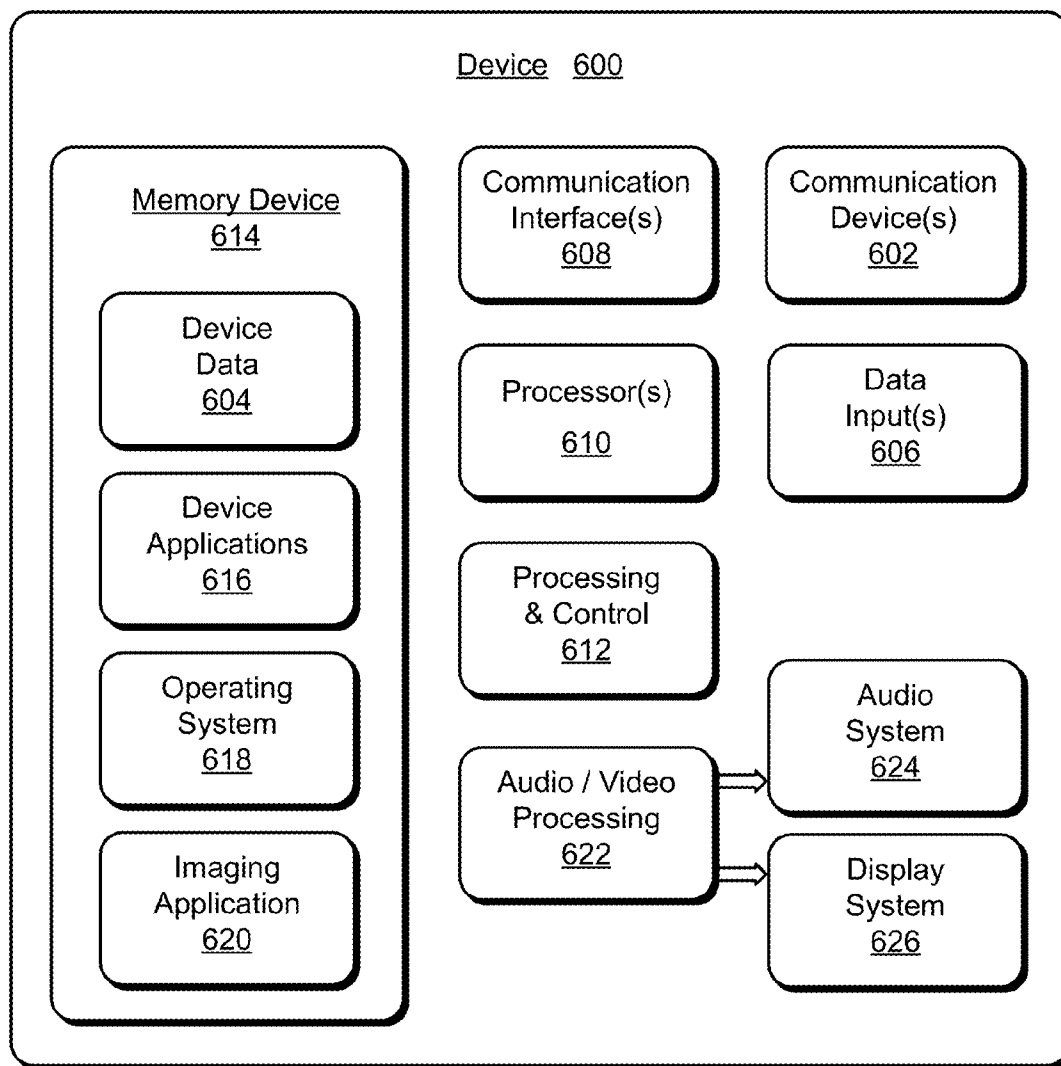 Device 600
Memory Device
614
Device
Data
604
Device
Applications
616
Operating
System
618
Imaging
Application
620
Communication
Interface(s)
608
Communication
Device(s)
602
Processor(s)
610
Data
Input(s)
606
Processing
& Control
612
Audio / Video
Processing
622
Audio
System
624
Display
System
626